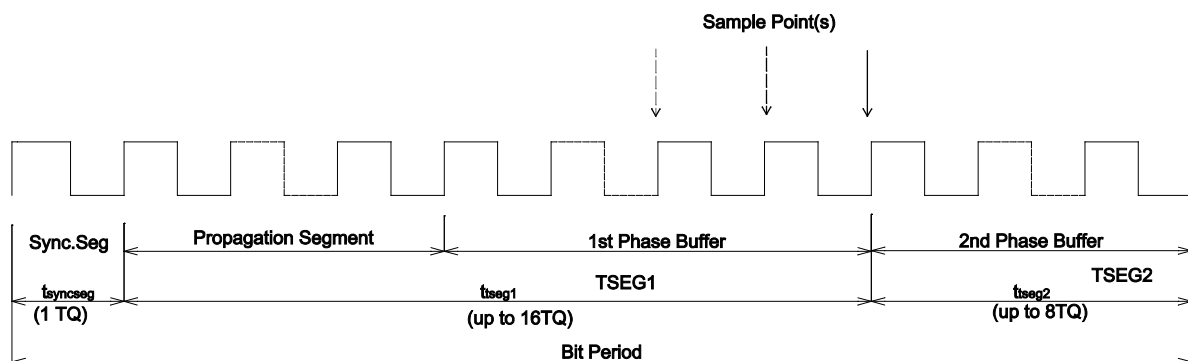 Sample Point(s)
Sync.Seg
Propagation Segment
1st Phase Buffer
2nd Phase Buffer
TSEG1
TSEG2
tsyncseg
ttseg1
ttseg2
(1 TQ)
(up to 16TQ)
(up to 8TQ)
Bit Period